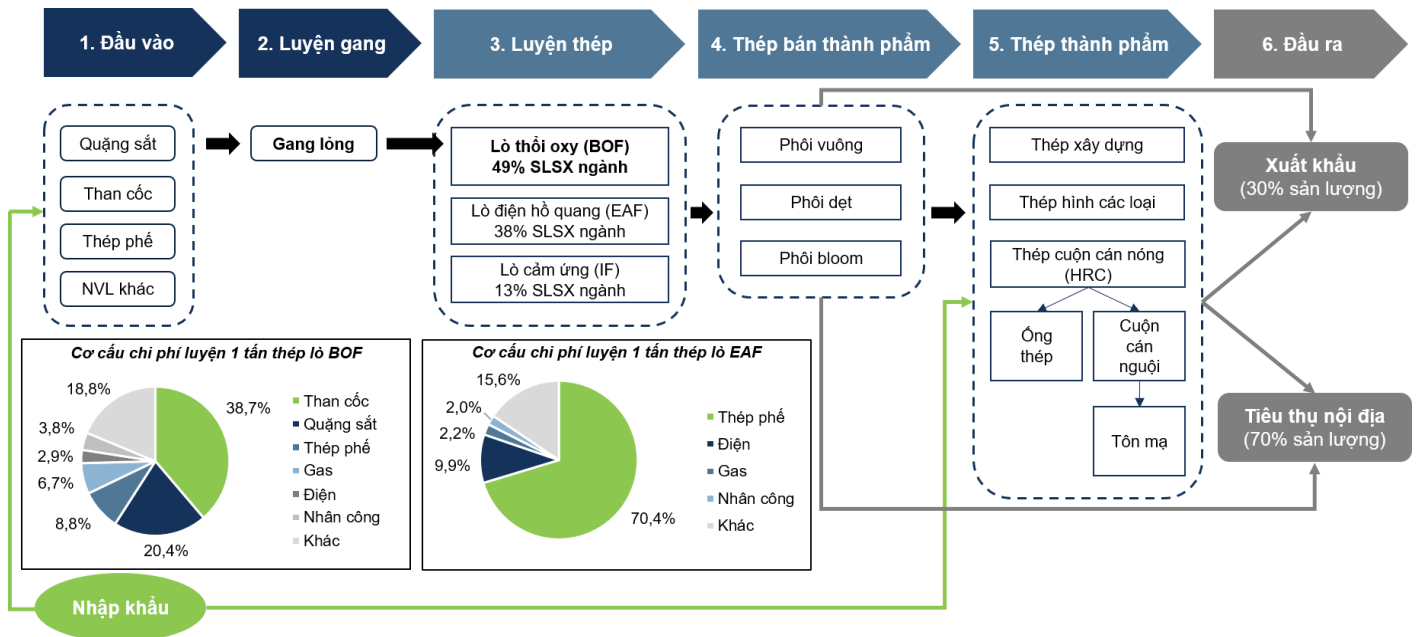 1. Đầu vào
2. Luyện gang
3. Luyện thép
4. Thép bán thành phẩm
5. Thép thành phẩm
6. Đầu ra
Quặng sắt
Than cốc
Thép phế
NVL khác
Gang lỏng
Lò thổi oxy (BOF)
49% SLSX ngành
Lò điện hồ quang (EAF)
38% SLSX ngành
Lò cảm ứng (IF)
13% SLSX ngành
Phôi vuông
Phôi dẹt
Phôi bloom
Thép xây dựng
Thép hình các loại
Thép cuộn cán nóng
(HRC)
Ống
thép
Cuộn
cán
nguội
Tôn mạ
Xuất khẩu
(30% sản lượng)
Tiêu thụ nội địa
(70% sản lượng)
Cơ cấu chi phí luyện 1 tấn thép lò BOF
38,7%
20,4%
8,8%
6,7%
2,9%
3,8%
18,8%
Than cốc
Quặng sắt
Thép phế
Gas
Điện
Nhân công
Khác
Cơ cấu chi phí luyện 1 tấn thép lò EAF
70,4%
9,9%
2,2%
2,0%
15,6%
Thép phế
Điện
Gas
Nhân công
Khác
Nhập khẩu